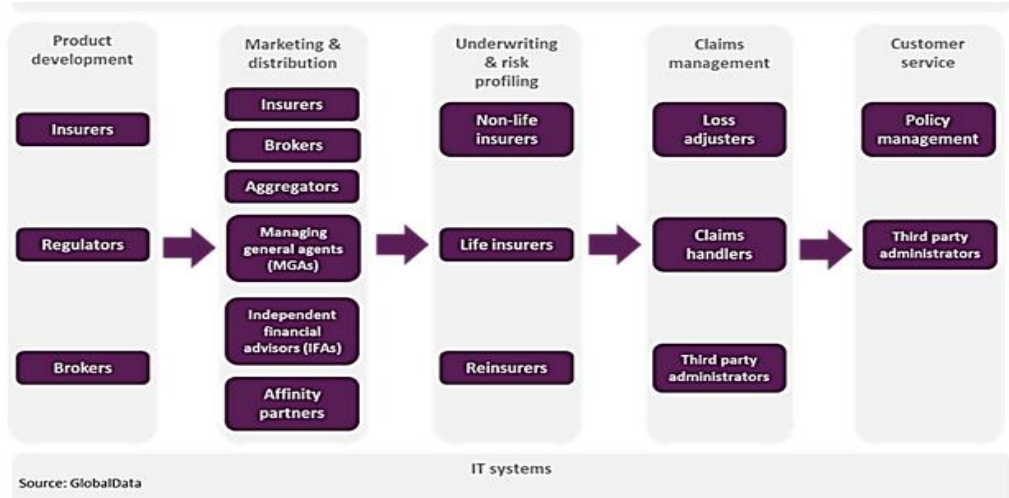 Product
development
Insurers
Regulators
Brokers
Marketing &
distribution
Insurers
Brokers
Aggregators
Managing
general agents
(MGAs)
Independent
financial
advisors (IFAs)
Affinity
partners
Underwriting
& risk
profiling
Non-life
insurers
Life insurers
Reinsurers
Claims
management
Loss
adjusters
Claims
handlers
Third party
administrators
Customer
service
Policy
management
Third party
administrators
IT systems
Source: GlobalData